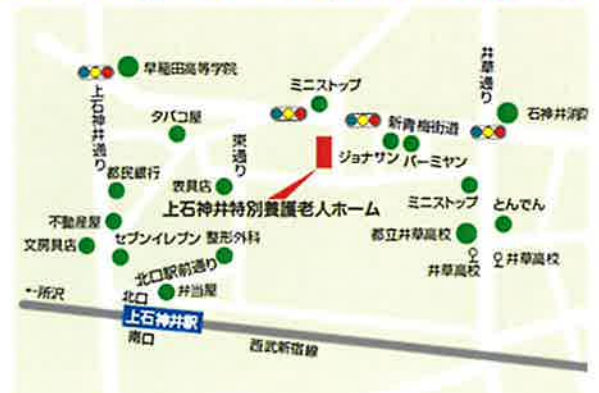 早稲田高等学院
上石神井通り
タバコ屋
ミニストップ
井草通り
石神井消
新青梅街道
東通り
ジョナサン
バーミヤン
都民銀行
表具店
上石神井特別養護老人ホーム
ミニストップ
とんでん
不動産屋
文房具店
セブンイレブン
整形外科
都立井草高校
井草高校
井草高校
北口駅前通り
←所沢
北口
弁当屋
上石神井駅
南口
西武新宿線